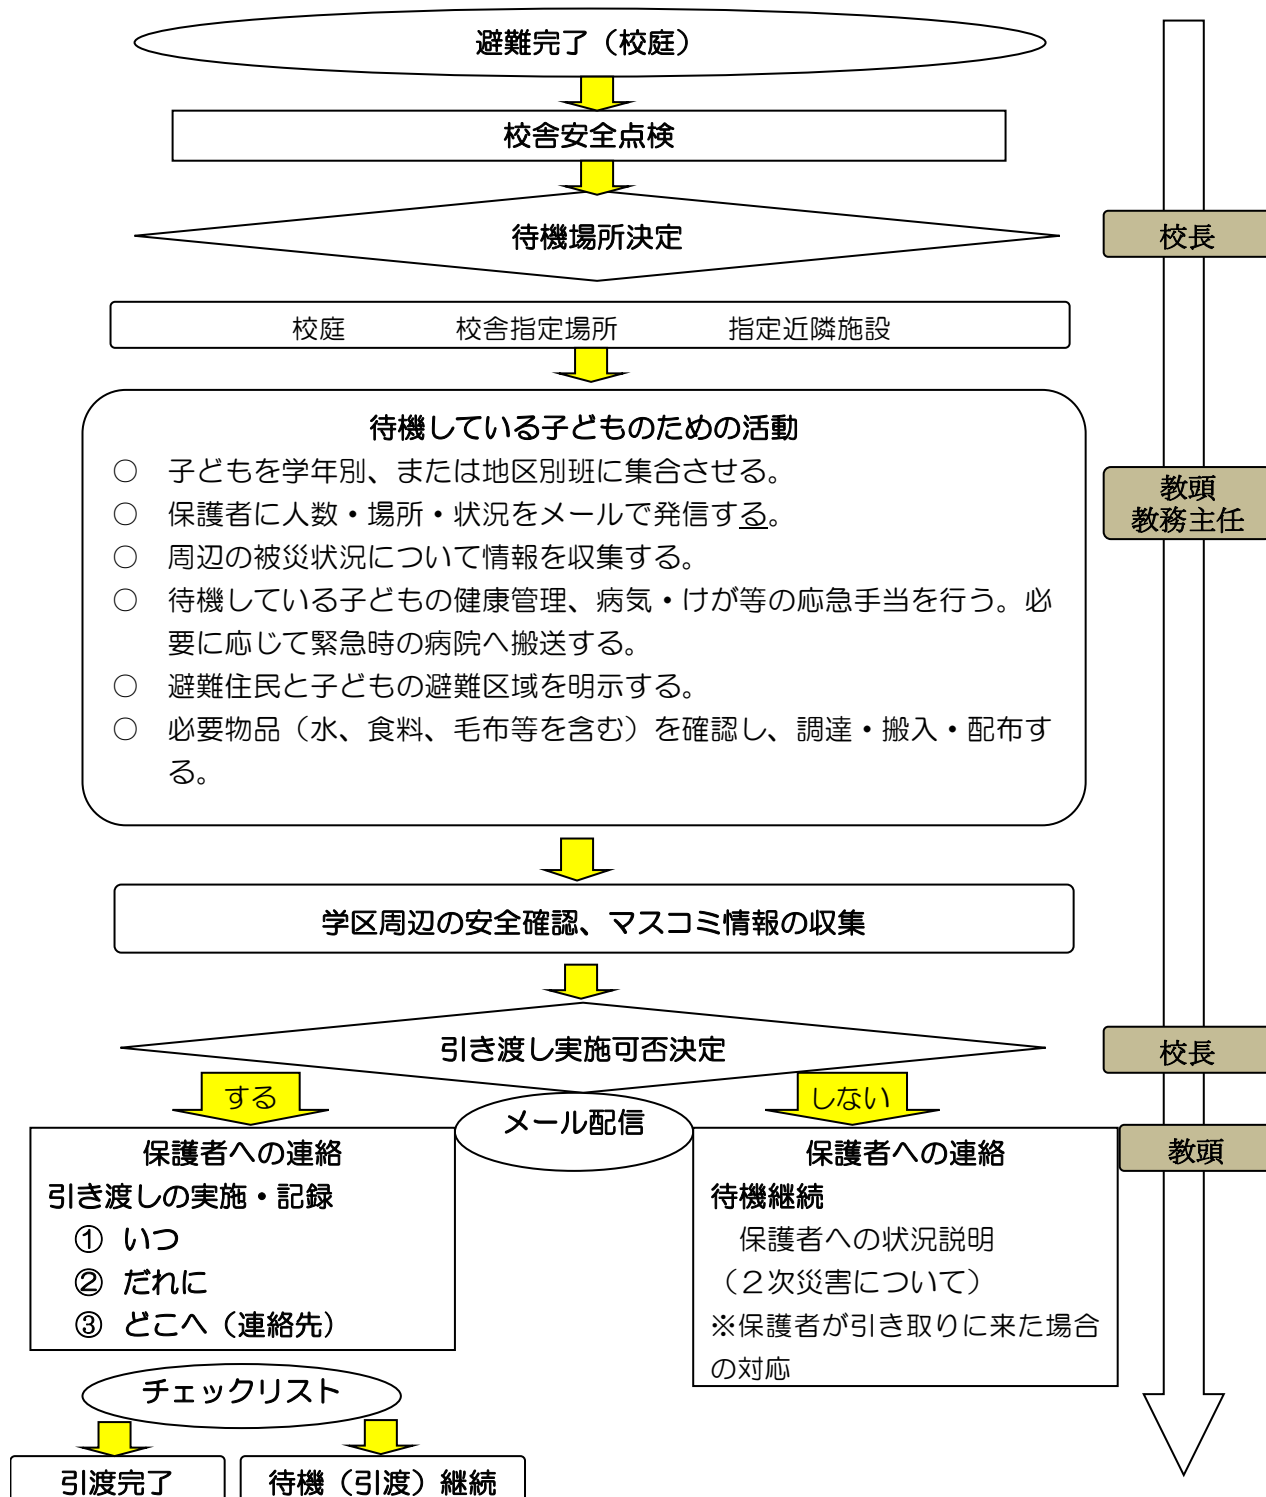 避難完了（校庭）
校舎安全点検
待機場所決定
校長
校庭　校舎指定場所　指定近隣施設
待機している子どものための活動
○　子どもを学年別、または地区別班に集合させる。
○　保護者に人数・場所・状況をメールで発信する。
○　周辺の被災状況について情報を収集する。
○　待機している子どもの健康管理、病気・けが等の応急手当を行う。必
要に応じて緊急時の病院へ搬送する。
○　避難住民と子どもの避難区域を明示する。
○　必要物品（水、食料、毛布等を含む）を確認し、調達・搬入・配布す
る。
教頭
教務主任
学区周辺の安全確認、マスコミ情報の収集
引き渡し実施可否決定
校長
する
メール配信
しない
保護者への連絡
引き渡しの実施・記録
① いつ
② だれに
③ どこへ（連絡先）
保護者への連絡
待機継続
保護者への状況説明
（２次災害について）
※保護者が引き取りに来た場合
の対応
教頭
チェックリスト
引渡完了
待機（引渡）継続